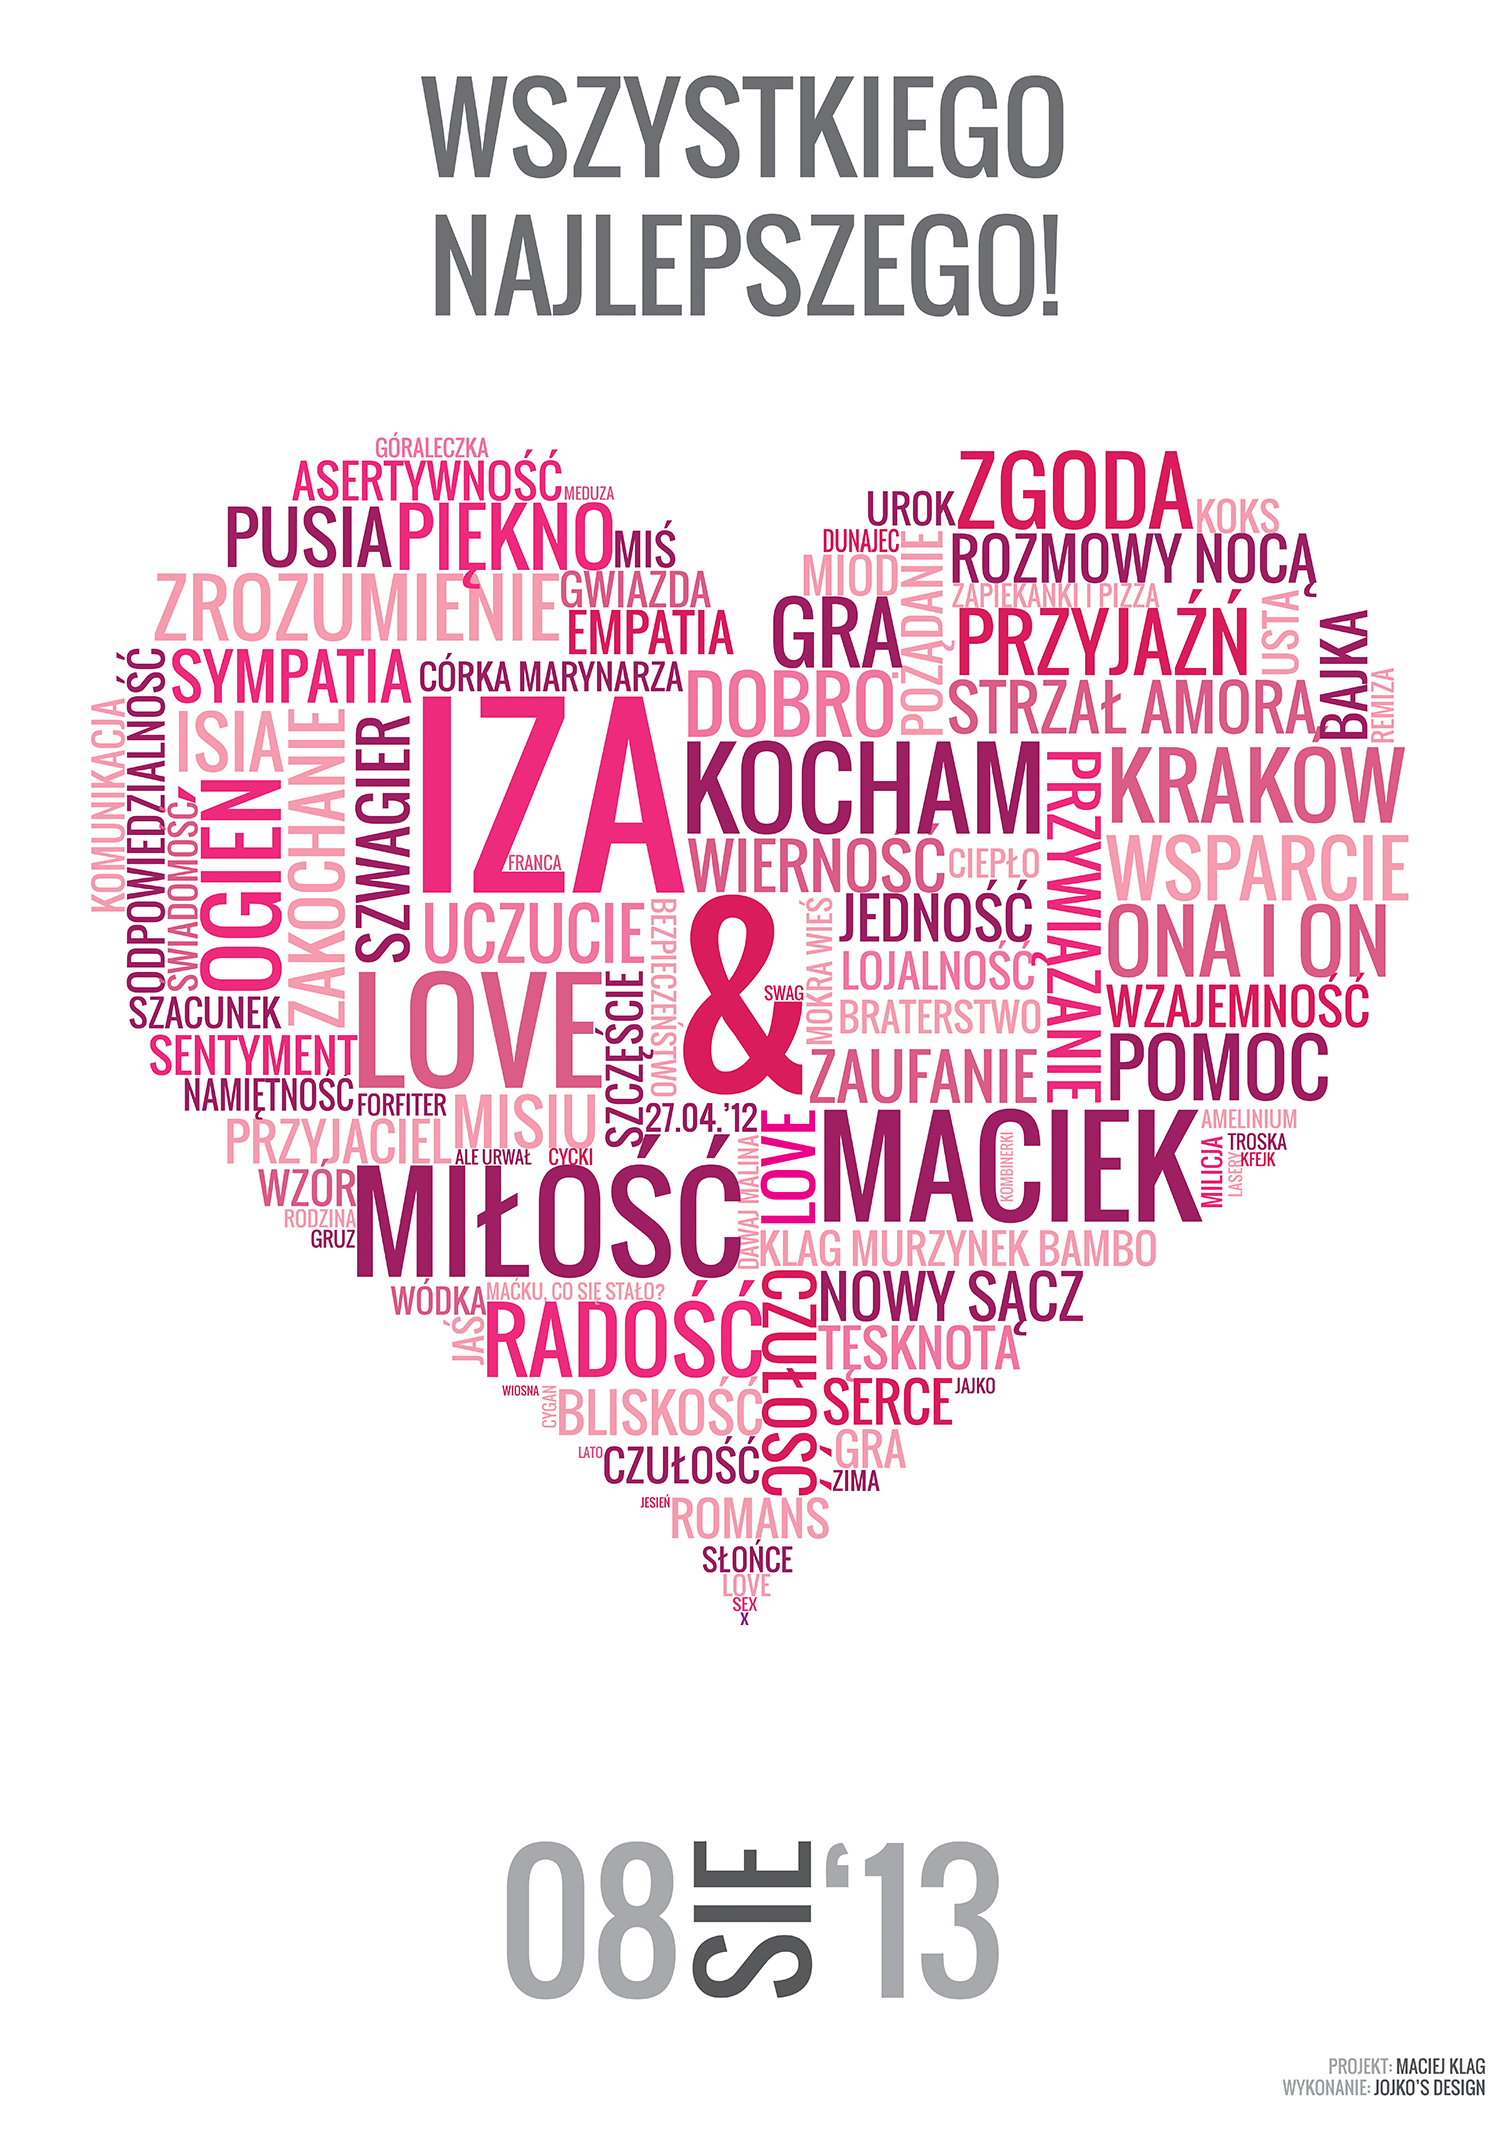 WSZYSTKIEGO
NAJLEPSZEGO!
GÓRALECZKA
ASERTYWNOŚĆ
MEDUZA
PUSIA
PIĘKNO
MIŚ
ZROZUMIENIE
GWIAZDA
EMPATIA
SYMPATIA
CÓRKA MARYNARZA
UROK
ZGODA
KOKS
DUNAJEC
ROZMOWY NOCĄ
MIOD
POŻĄDANIE
ZAPIEKANKI I PIZZA
GRA
PRZYJAŹŃ
USTA
BAJKA
REMIZA
DOBRO
STRZAŁ AMORA
KOMUNIKACJA
ODPOWIEDZIALNOŚĆ
ŚWIADOMOŚĆ
ISIA
OGIEŃ
ZAKOCHANIE
SZWAGIER
IZA
FRANCA
KOCHAM
PRZYWIĄZANIE
KRAKÓW
WIERNOŚĆ
CIEPŁO
WSPARCIE
UCZUCIE
BEZPIECZEŃSTWO
&
SWAG
MOKRA WIEŚ
JEDNOŚĆ
ONA I ON
LOJALNOŚĆ
LOVE
SZCZĘŚCIE
BRATERSTWO
WZAJEMNOŚĆ
SZACUNEK
SENTYMENT
ZAUFANIE
POMOC
NAMIĘTNOŚĆ
FORFITER
MISIU
27.04.'12
LOVE
MACIEK
KOMBINERKI
AMELINIUM
MILICJA
TROSKA
LASERY
KFEJK
PRZYJACIEL
ALE URWAŁ
CYCKI
WZÓR
MIŁOŚĆ
DAWAJ MALINA
RODZINA
GRUZ
KLAG MURZYNEK BAMBO
WÓDKA
MAĆKU, CO SIĘ STAŁO?
CZUŁOŚĆ
NOWY SĄCZ
JAŚ
RADOŚĆ
TĘSKNOTA
WIOSNA
CYGAN
BLISKOŚĆ
SERCE
JAJKO
LATO
CZUŁOŚĆ
GRA
ZIMA
JESIEŃ
ROMANS
SŁOŃCE
LOVE
SEX
X
08 SIE '13
PROJEKT: MACIEJ KLAG
WYKONANIE: JOJKO'S DESIGN